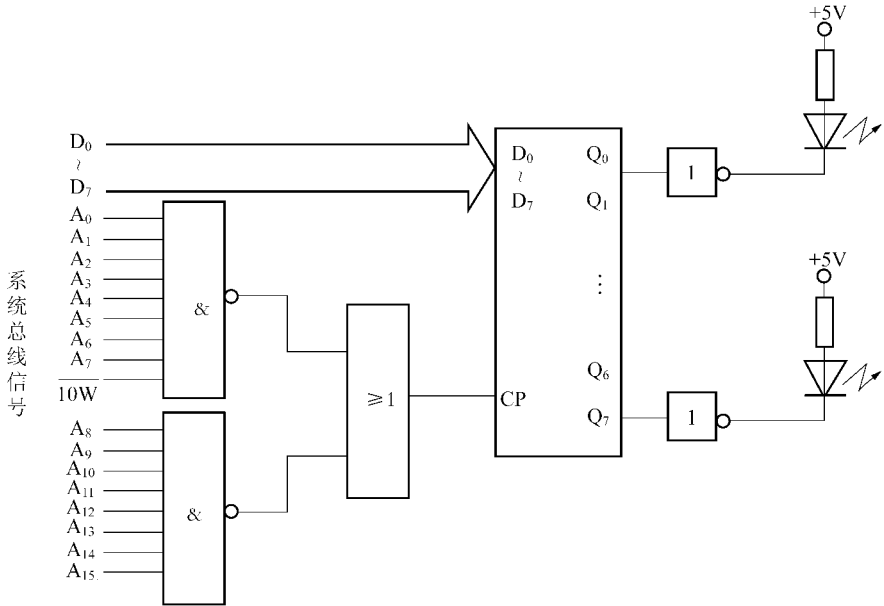 +5V
D₀
~
D₇
A₀
A₁
A₂
A₃
A₄
A₅
A₆
A₇
10W
A₈
A₉
A₁₀
A₁₁
A₁₂
A₁₃
A₁₄
A₁₅
系统总线信号
&
&
≥1
D₀
~
D₇
CP
Q₀
Q₁
⋮
Q₆
Q₇
1
1
+5V